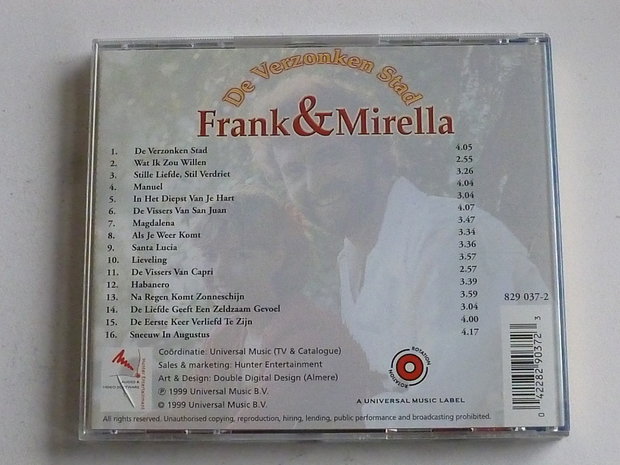 De Verzonken Stad
Frank & Mirella
1. De Verzonken Stad 4.05
2. Wat Ik Zou Willen 2.55
3. Stille Liefde, Stil Verdriet 3.26
4. Manuel 4.04
5. In Het Diepst Van Je Hart 3.04
6. De Vissers Van San Juan 4.07
7. Magdalena 3.47
8. Als Je Weer Komt 3.34
9. Santa Lucia 3.36
10. Lieveling 3.57
11. De Vissers Van Capri 2.57
12. Habanero 3.39
13. Na Regen Komt Zonneschijn 3.59
14. De Liefde Geeft Een Zeldzaam Gevoel 3.04
15. De Eerste Keer Verliefd Te Zijn 4.00
16. Sneeuw In Augustus 4.17
829 037-2
Coördinatie: Universal Music (TV & Catalogue)
Sales & marketing: Hunter Entertainment
Art & Design: Double Digital Design (Almere)
℗ 1999 Universal Music B.V.
© 1999 Universal Music B.V.
AUDIO &
VIDEO SOFTWARE
Hunter Entertainment
ROTATION
ROTATION
A UNIVERSAL MUSIC LABEL
0 42282 90372 3
All rights reserved. Unauthorised copying, reproduction, hiring, lending, public performance and broadcasting prohibited.